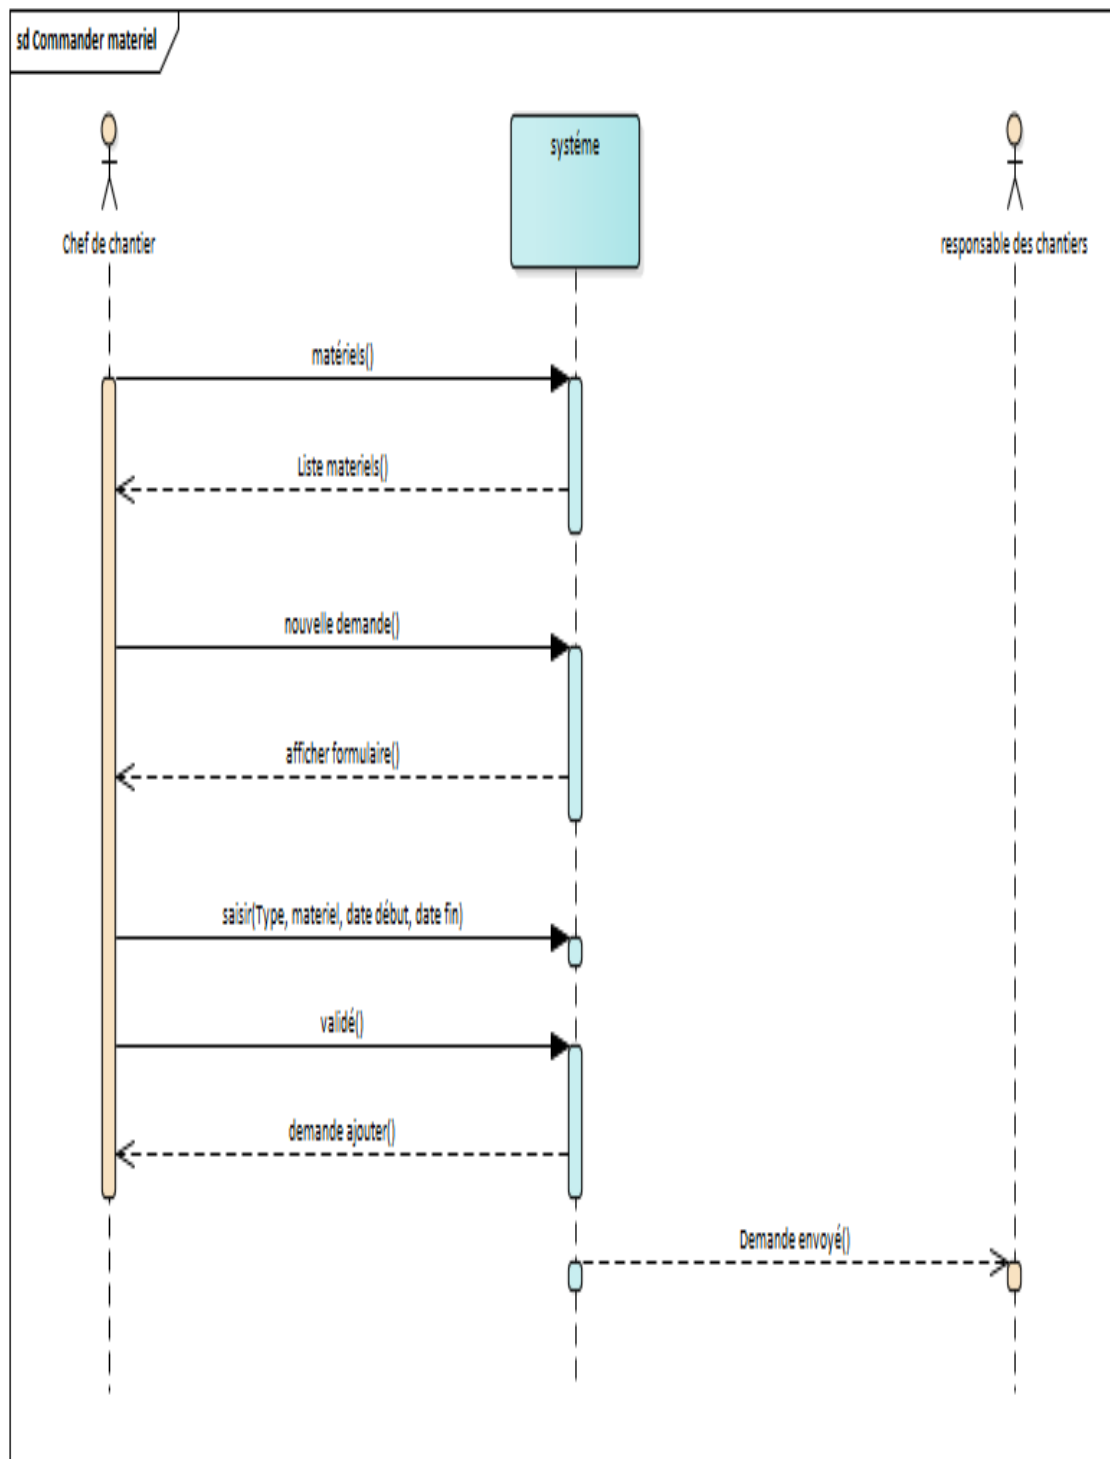 sd Commander materiel
systéme
Chef de chantier
responsable des chantiers
matériels()
Liste materiels()
nouvelle demande()
afficher formulaire()
saisir(Type, materiel, date début, date fin)
validé()
demande ajouter()
Demande envoyé()